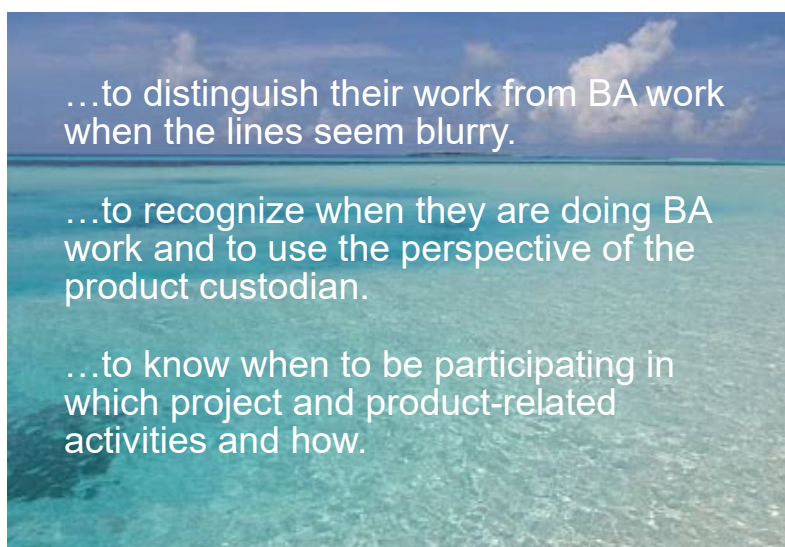 …to distinguish their work from BA work
when the lines seem blurry.
…to recognize when they are doing BA
work and to use the perspective of the
product custodian.
…to know when to be participating in
which project and product-related
activities and how.